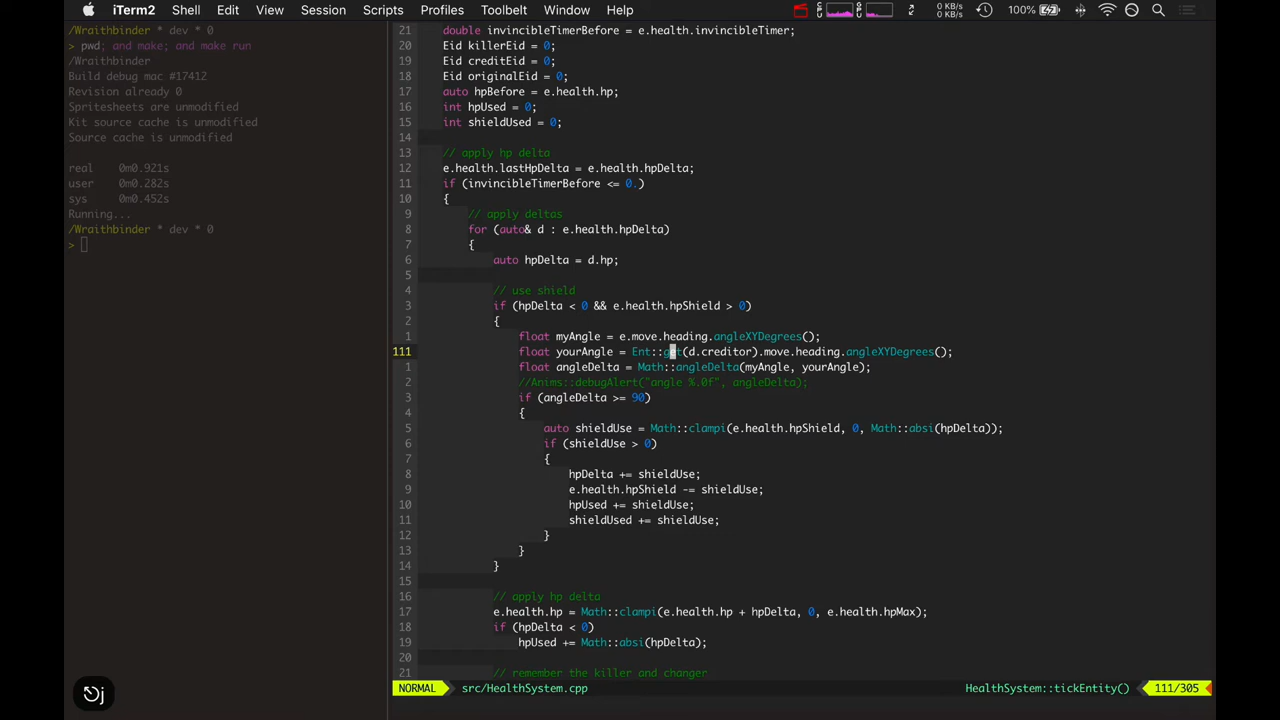 iTerm2 Shell Edit View Session Scripts Profiles Toolbelt Window Help 0 KB/s 0 KB/s 100%
/Wraithbinder * dev * 0
> pwd; and make; and make run
/Wraithbinder
Build debug mac #17412
Revision already 0
Spritesheets are unmodified
Kit source cache is unmodified
Source cache is unmodified
real 0m0.921s
user 0m0.282s
sys 0m0.452s
Running...
/Wraithbinder * dev * 0
>
21 double invincibleTimerBefore = e.health.invincibleTimer;
20 Eid killerEid = 0;
19 Eid creditEid = 0;
18 Eid originalEid = 0;
17 auto hpBefore = e.health.hp;
16 int hpUsed = 0;
15 int shieldUsed = 0;
14
13 // apply hp delta
12 e.health.lastHpDelta = e.health.hpDelta;
11 if (invincibleTimerBefore <= 0.)
10 {
9 // apply deltas
8 for (auto& d : e.health.hpDelta)
7 {
6 auto hpDelta = d.hp;
5
4 // use shield
3 if (hpDelta < 0 && e.health.hpShield > 0)
2 {
1 float myAngle = e.move.heading.angleXYDegrees();
111 float yourAngle = Ent::get(d.creditor).move.heading.angleXYDegrees();
1 float angleDelta = Math::angleDelta(myAngle, yourAngle);
2 //Anims::debugAlert("angle %.0f", angleDelta);
3 if (angleDelta >= 90)
4 {
5 auto shieldUse = Math::clampi(e.health.hpShield, 0, Math::absi(hpDelta));
6 if (shieldUse > 0)
7 {
8 hpDelta += shieldUse;
9 e.health.hpShield -= shieldUse;
10 hpUsed += shieldUse;
11 shieldUsed += shieldUse;
12 }
13 }
14 }
15
16 // apply hp delta
17 e.health.hp = Math::clampi(e.health.hp + hpDelta, 0, e.health.hpMax);
18 if (hpDelta < 0)
19 hpUsed += Math::absi(hpDelta);
20
21 // remember the killer and changer
NORMAL src/HealthSystem.cpp HealthSystem::tickEntity() 111/305
j